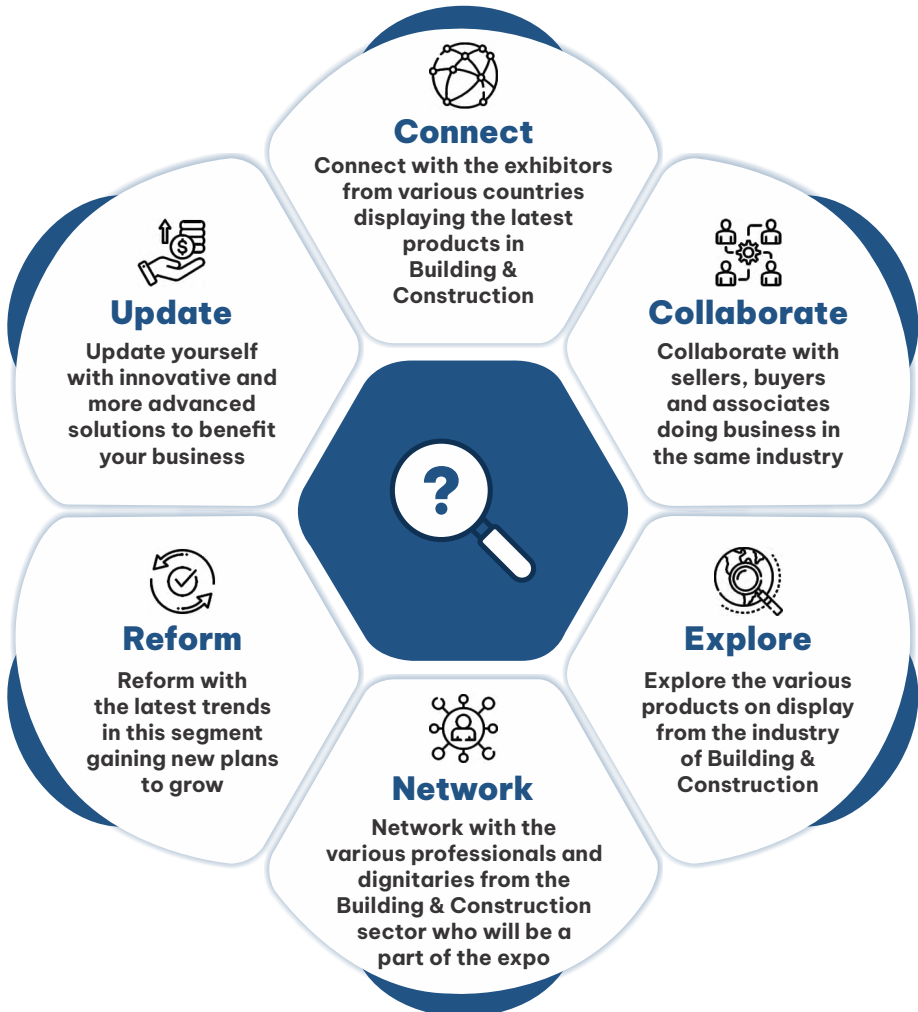 Connect
Connect with the exhibitors
from various countries
displaying the latest
products in
Building &
Construction
Collaborate
Collaborate with
sellers, buyers
and associates
doing business in
the same industry
Explore
Explore the various
products on display
from the industry
of Building &
Construction
Network
Network with the
various professionals and
dignitaries from the
Building & Construction
sector who will be a
part of the expo
Reform
Reform with
the latest trends
in this segment
gaining new plans
to grow
Update
Update yourself
with innovative and
more advanced
solutions to benefit
your business
$
?